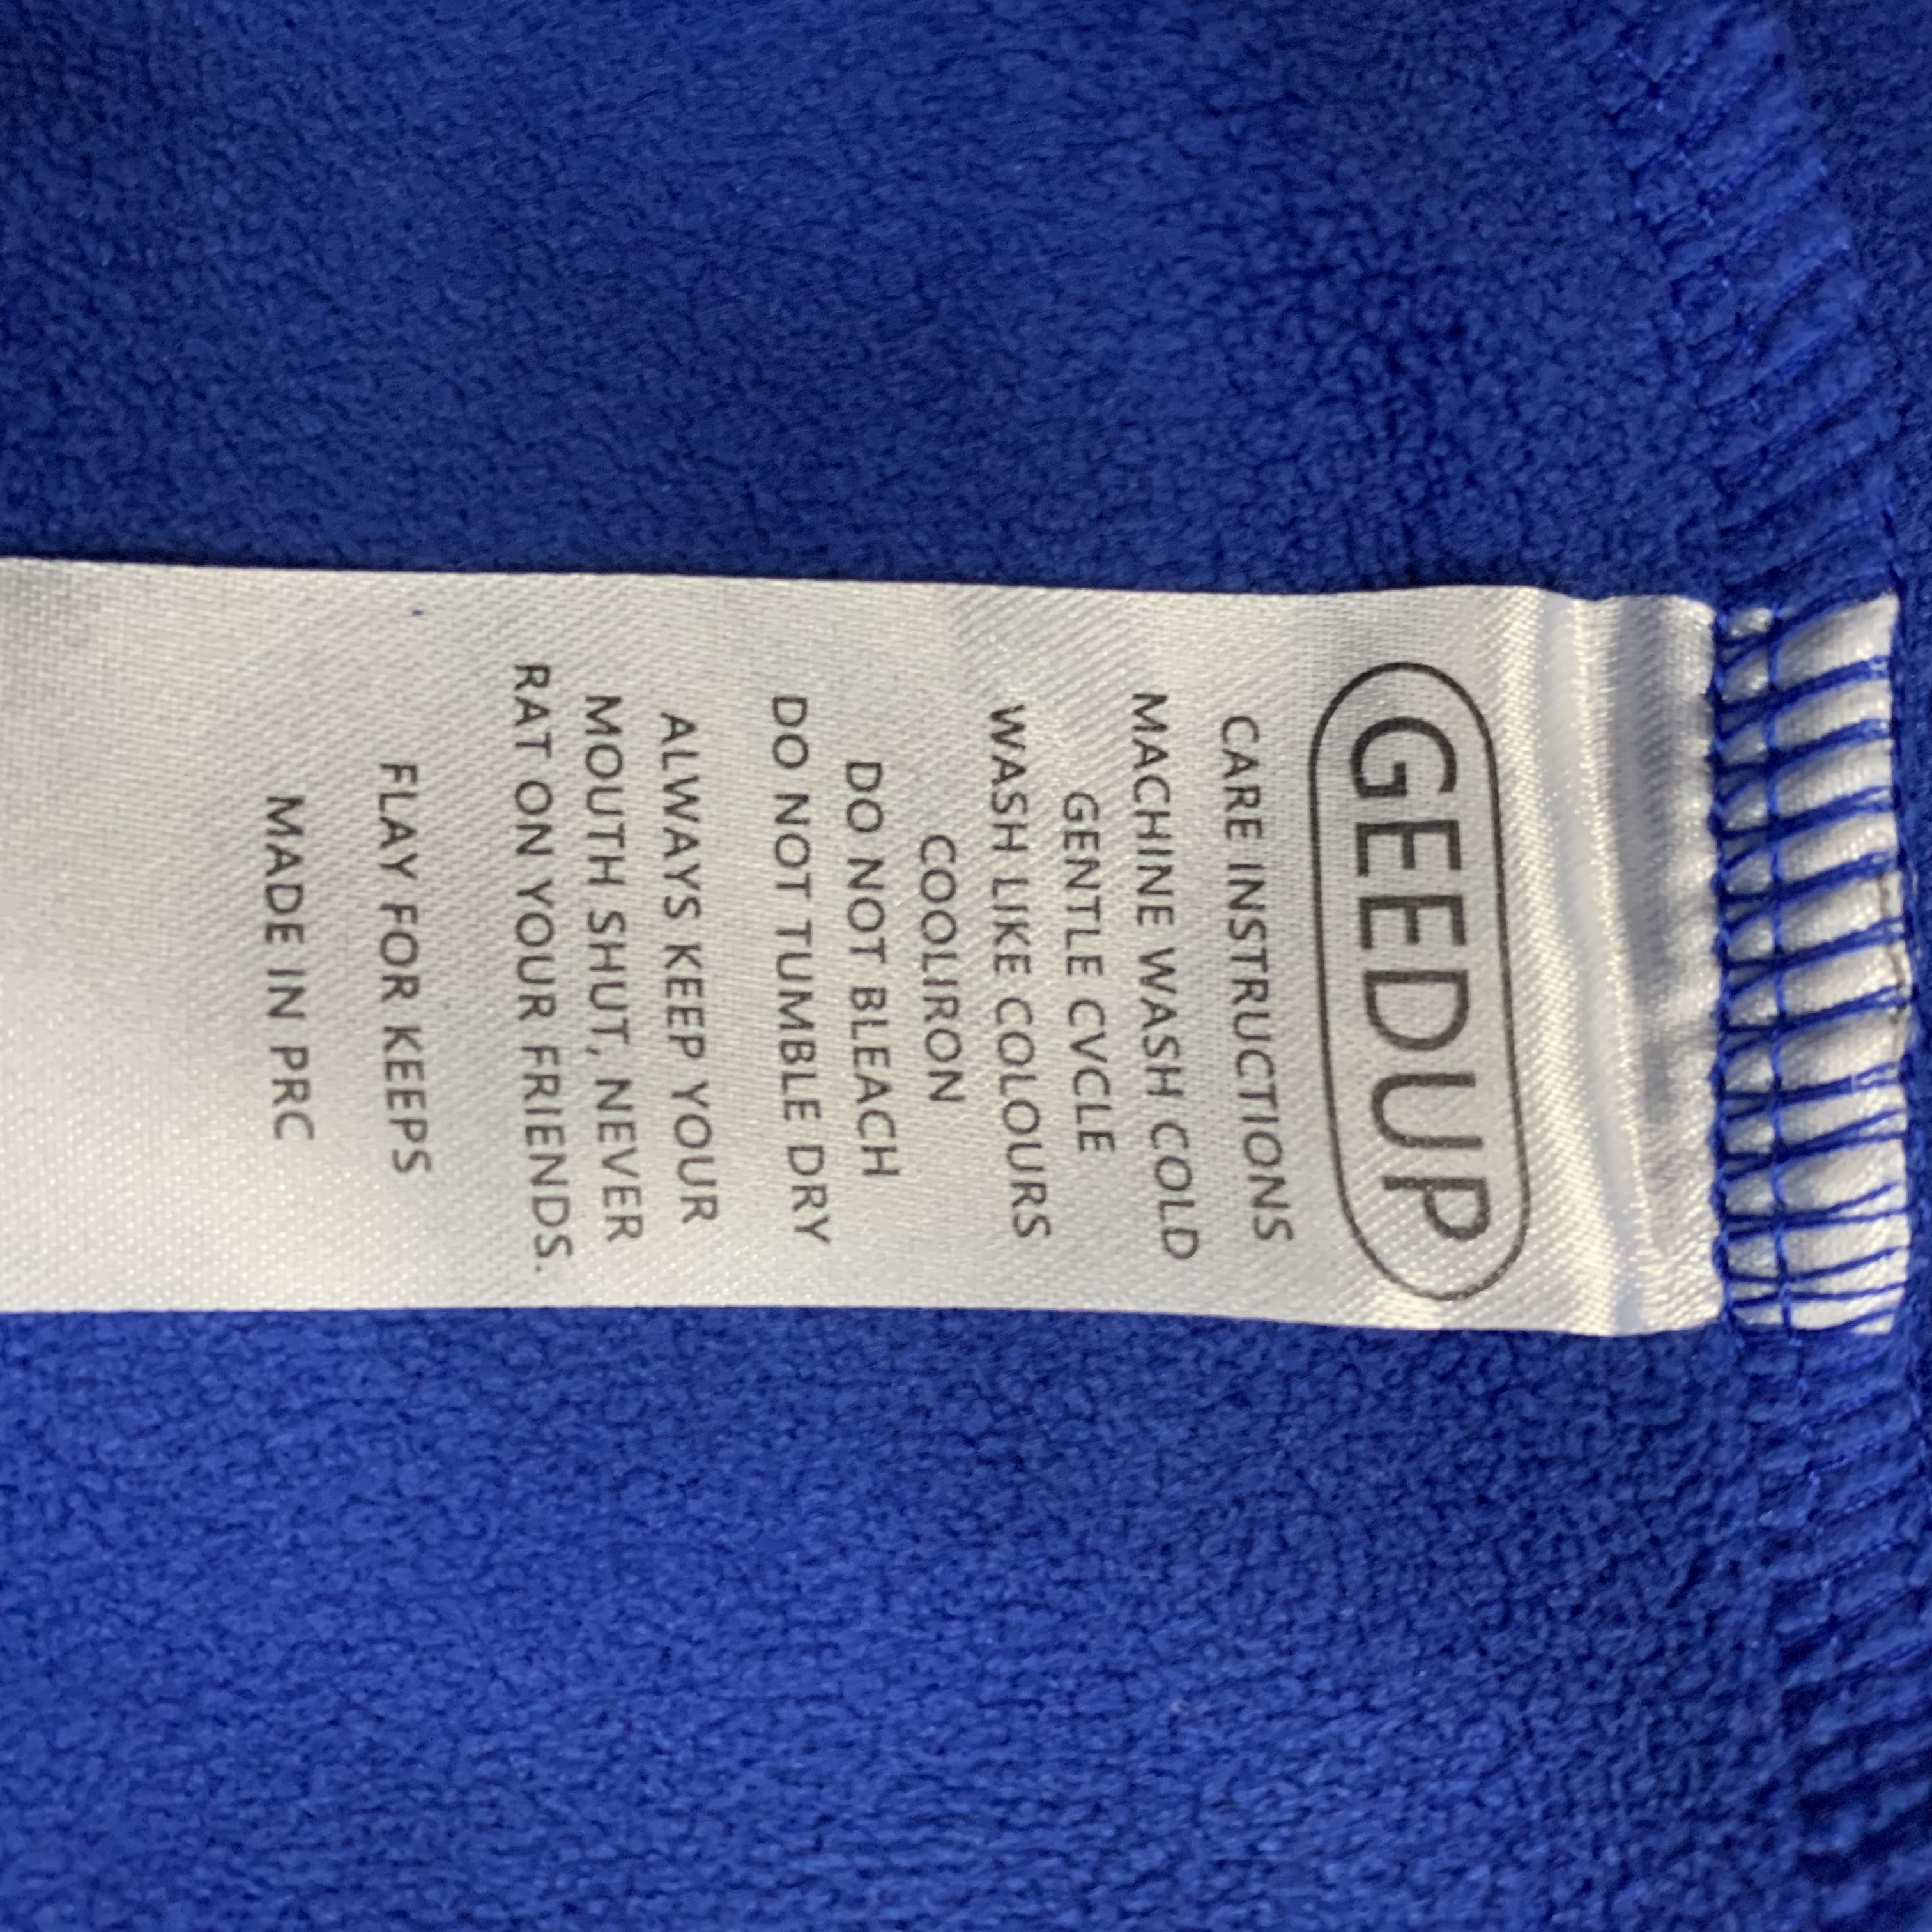 GEEDUP
CARE INSTRUCTIONS
MACHINE WASH COLD
GENTLE CVCLE
WASH LIKE COLOURS
COOLIRON
DO NOT BLEACH
DO NOT TUMBLE DRY
ALWAYS KEEP YOUR
MOUTH SHUT, NEVER
RAT ON YOUR FRIENDS.
FLAY FOR KEEPS
MADE IN PRC